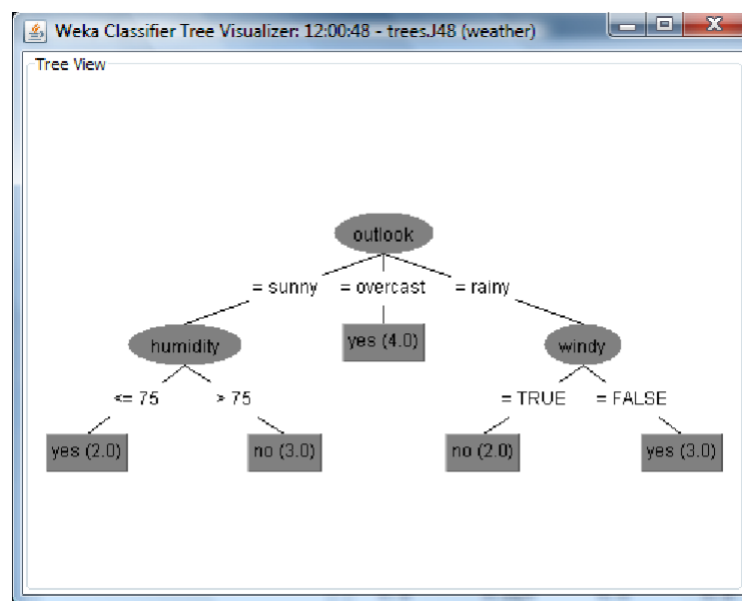 Weka Classifier Tree Visualizer: 12:00:48 - trees.J48 (weather)
Tree View
outlook
= sunny = overcast = rainy
humidity yes (4.0) windy
<= 75 > 75 = TRUE = FALSE
yes (2.0) no (3.0) no (2.0) yes (3.0)